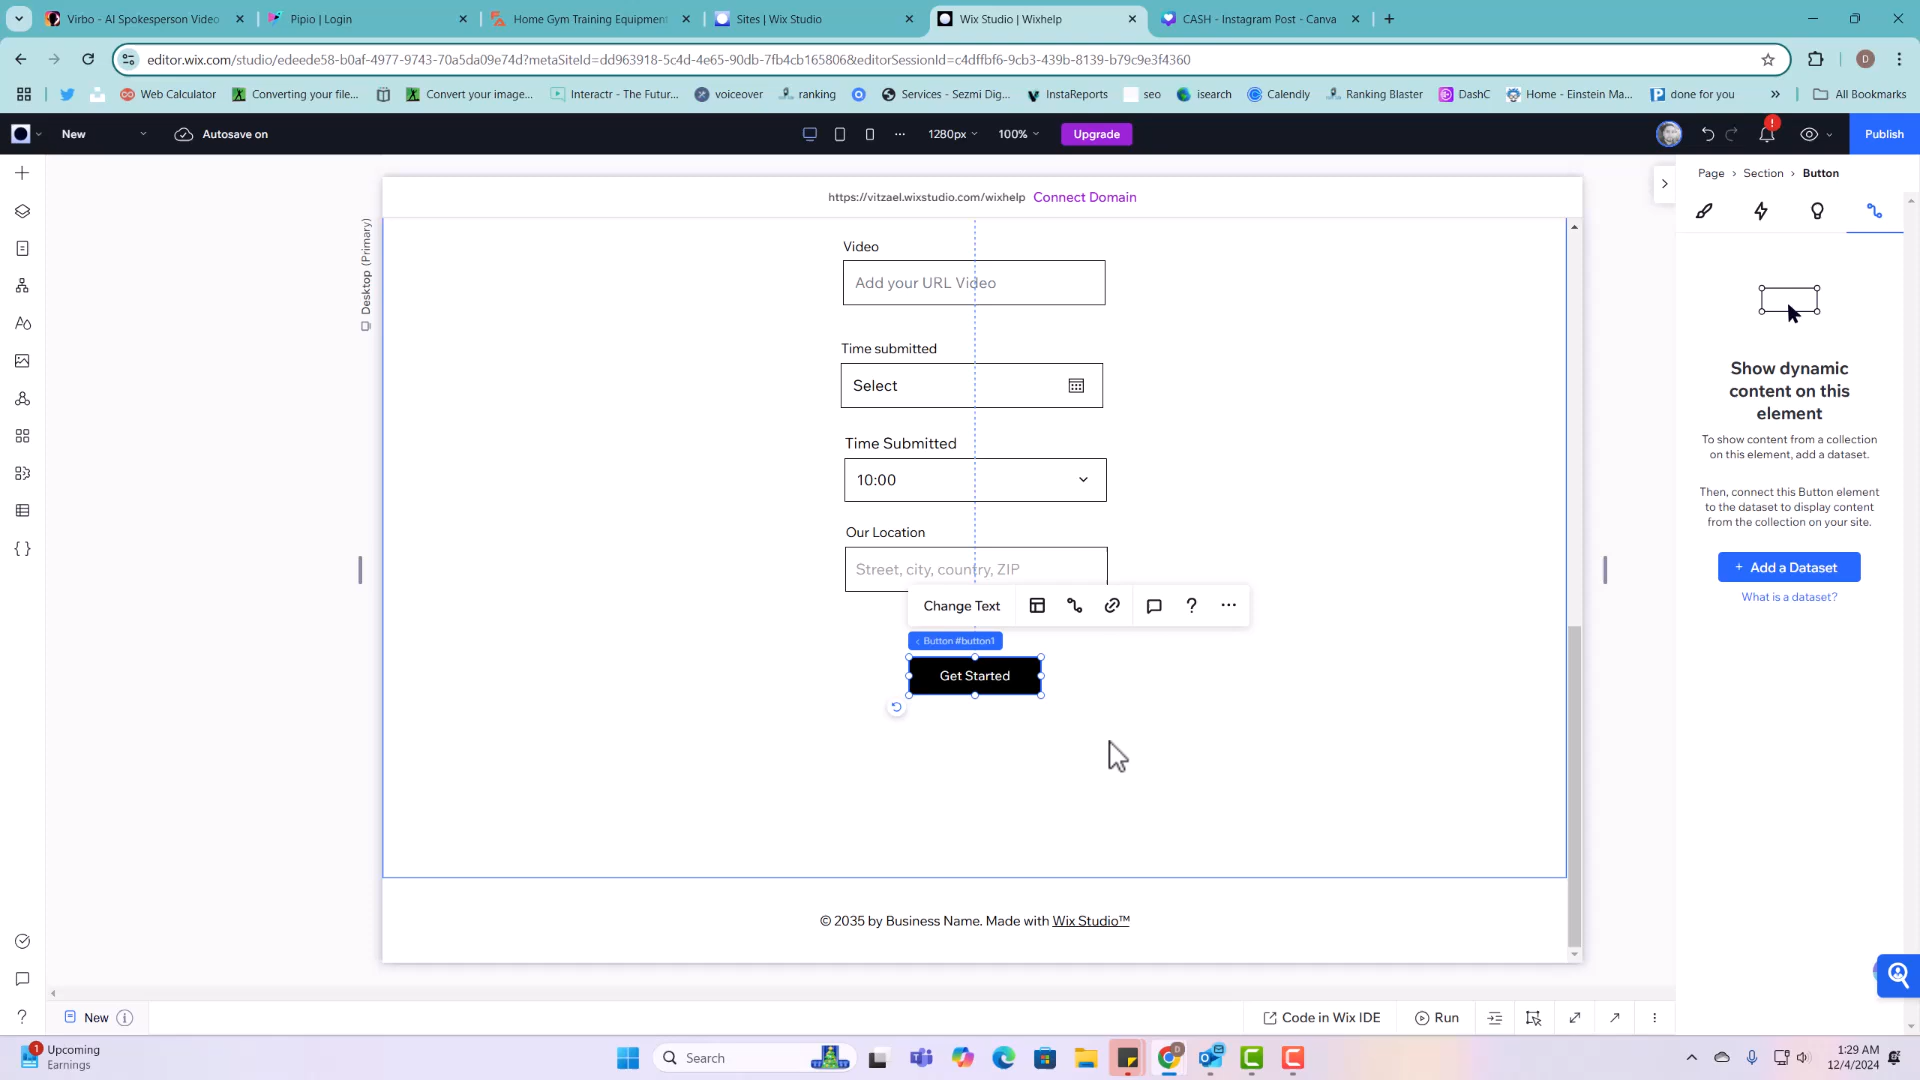 Virbo - AI Spokesperson Video
Pipio | Login
Home Gym Training Equipment
Sites | Wix Studio
Wix Studio | Wixhelp
CASH - Instagram Post - Canva
editor.wix.com/studio/edeede58-b0af-4977-9743-70a5da09e74d?metaSiteId=dd963918-5c4d-4e65-90db-7fb4cb165806&editorSessionId=c4dffbf6-9cb3-439b-8139-b79c9e3f4360
D
Web Calculator
Converting your file...
Convert your image...
Interactr - The Futur...
voiceover
ranking
Services - Sezmi Dig...
InstaReports
seo
isearch
Calendly
Ranking Blaster
DashC
Home - Einstein Ma...
done for you
All Bookmarks
New
Autosave on
1280px
100%
Upgrade
Publish
https://vitzael.wixstudio.com/wixhelp Connect Domain
Desktop (Primary)
Page › Section › Button
Video
Add your URL Video
Time submitted
Select
Time Submitted
10:00
Our Location
Street, city, country, ZIP
Change Text
Button #button1
Get Started
© 2035 by Business Name. Made with Wix Studio™
Show dynamic
content on this
element
To show content from a collection
on this element, add a dataset.
Then, connect this Button element
to the dataset to display content
from the collection on your site.
+ Add a Dataset
What is a dataset?
New
Code in Wix IDE
Run
1
Upcoming
Earnings
Search
1:29 AM
12/4/2024